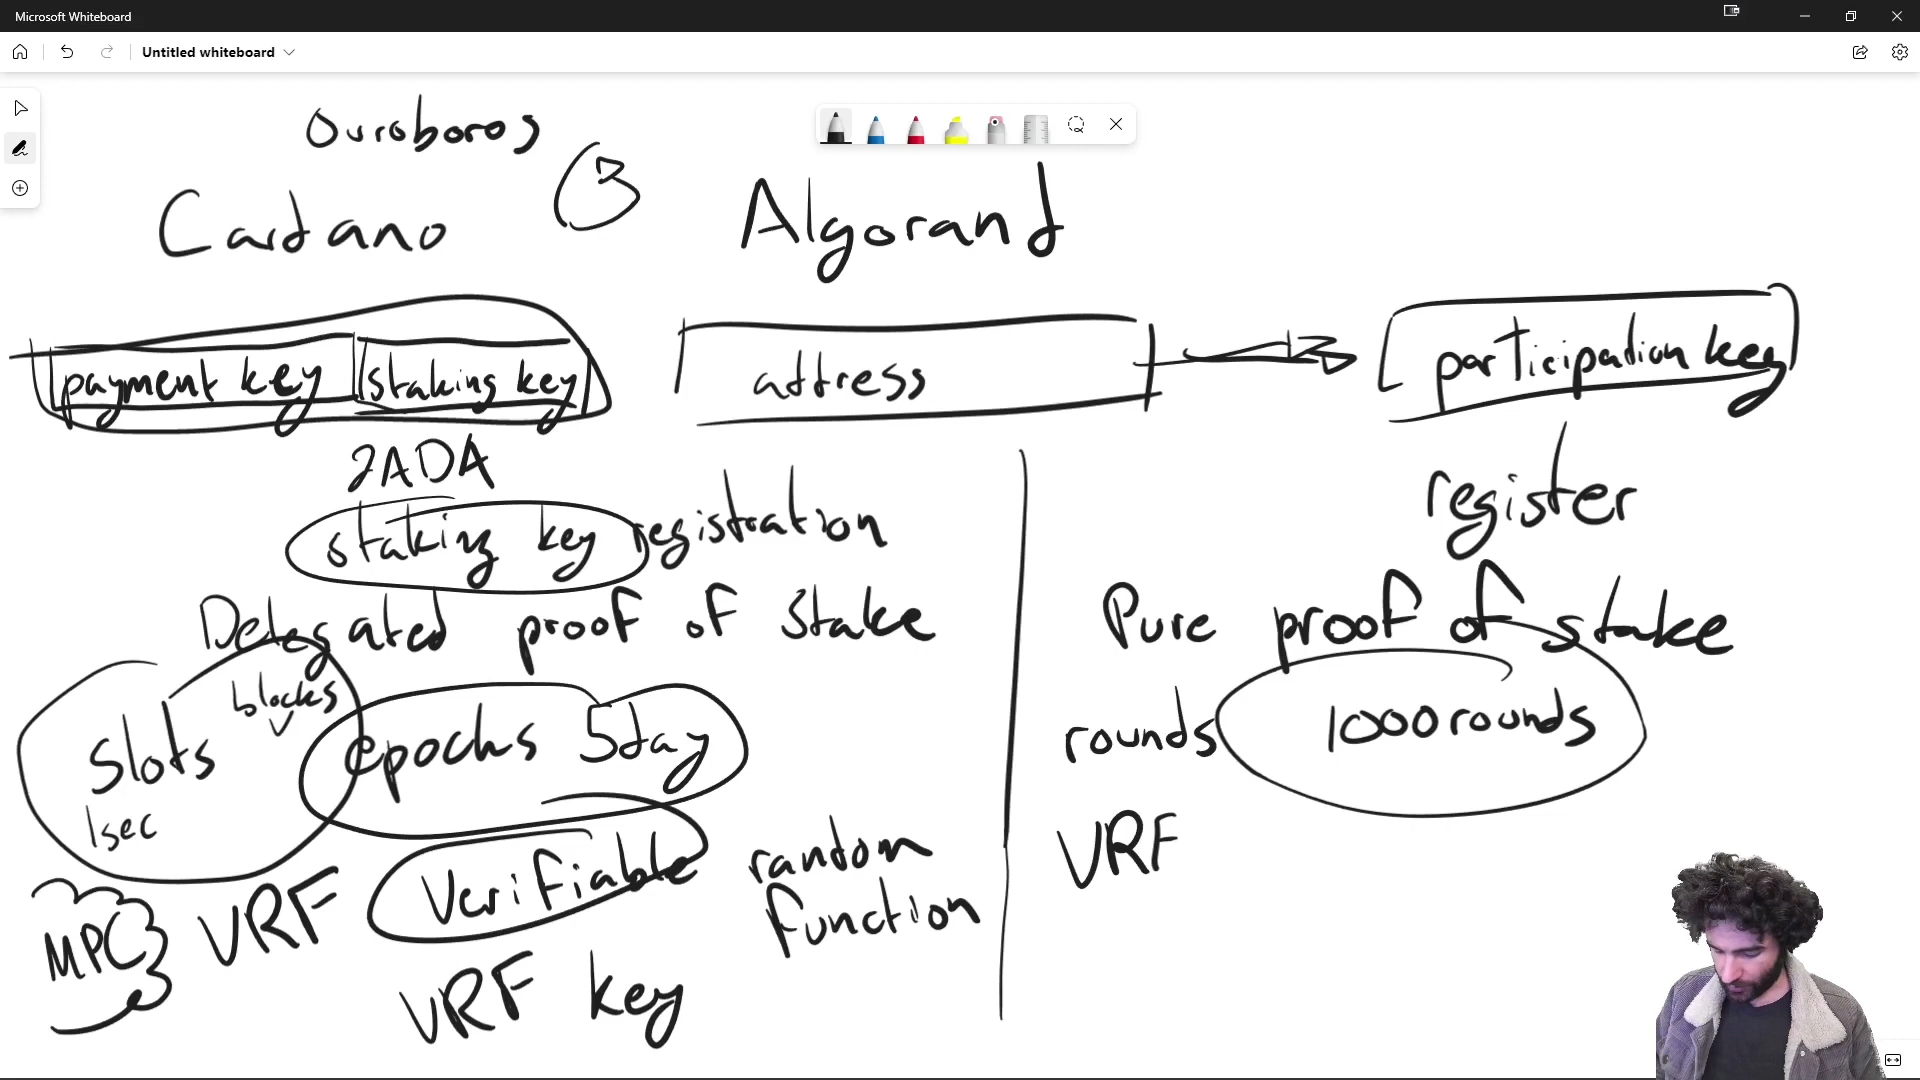 Microsoft Whiteboard
Untitled whiteboard
Ouroboros
Cardano
3
Algorand
payment key
staking key
address
participation key
2ADA
staking key registration
register
Delegated proof of stake
Pure proof of stake
blocks
slots
1sec
epochs 5day
rounds
1000 rounds
MPC
VRF
Verifiable random
function
VRF
VRF key